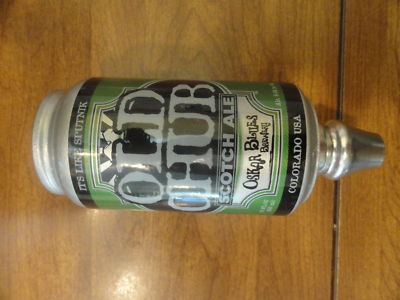 IT'S LIKE SPUTNIK
OLD
CHUB
SCOTCH ALE
OSKAR BLUES
BREWERY
COLORADO USA